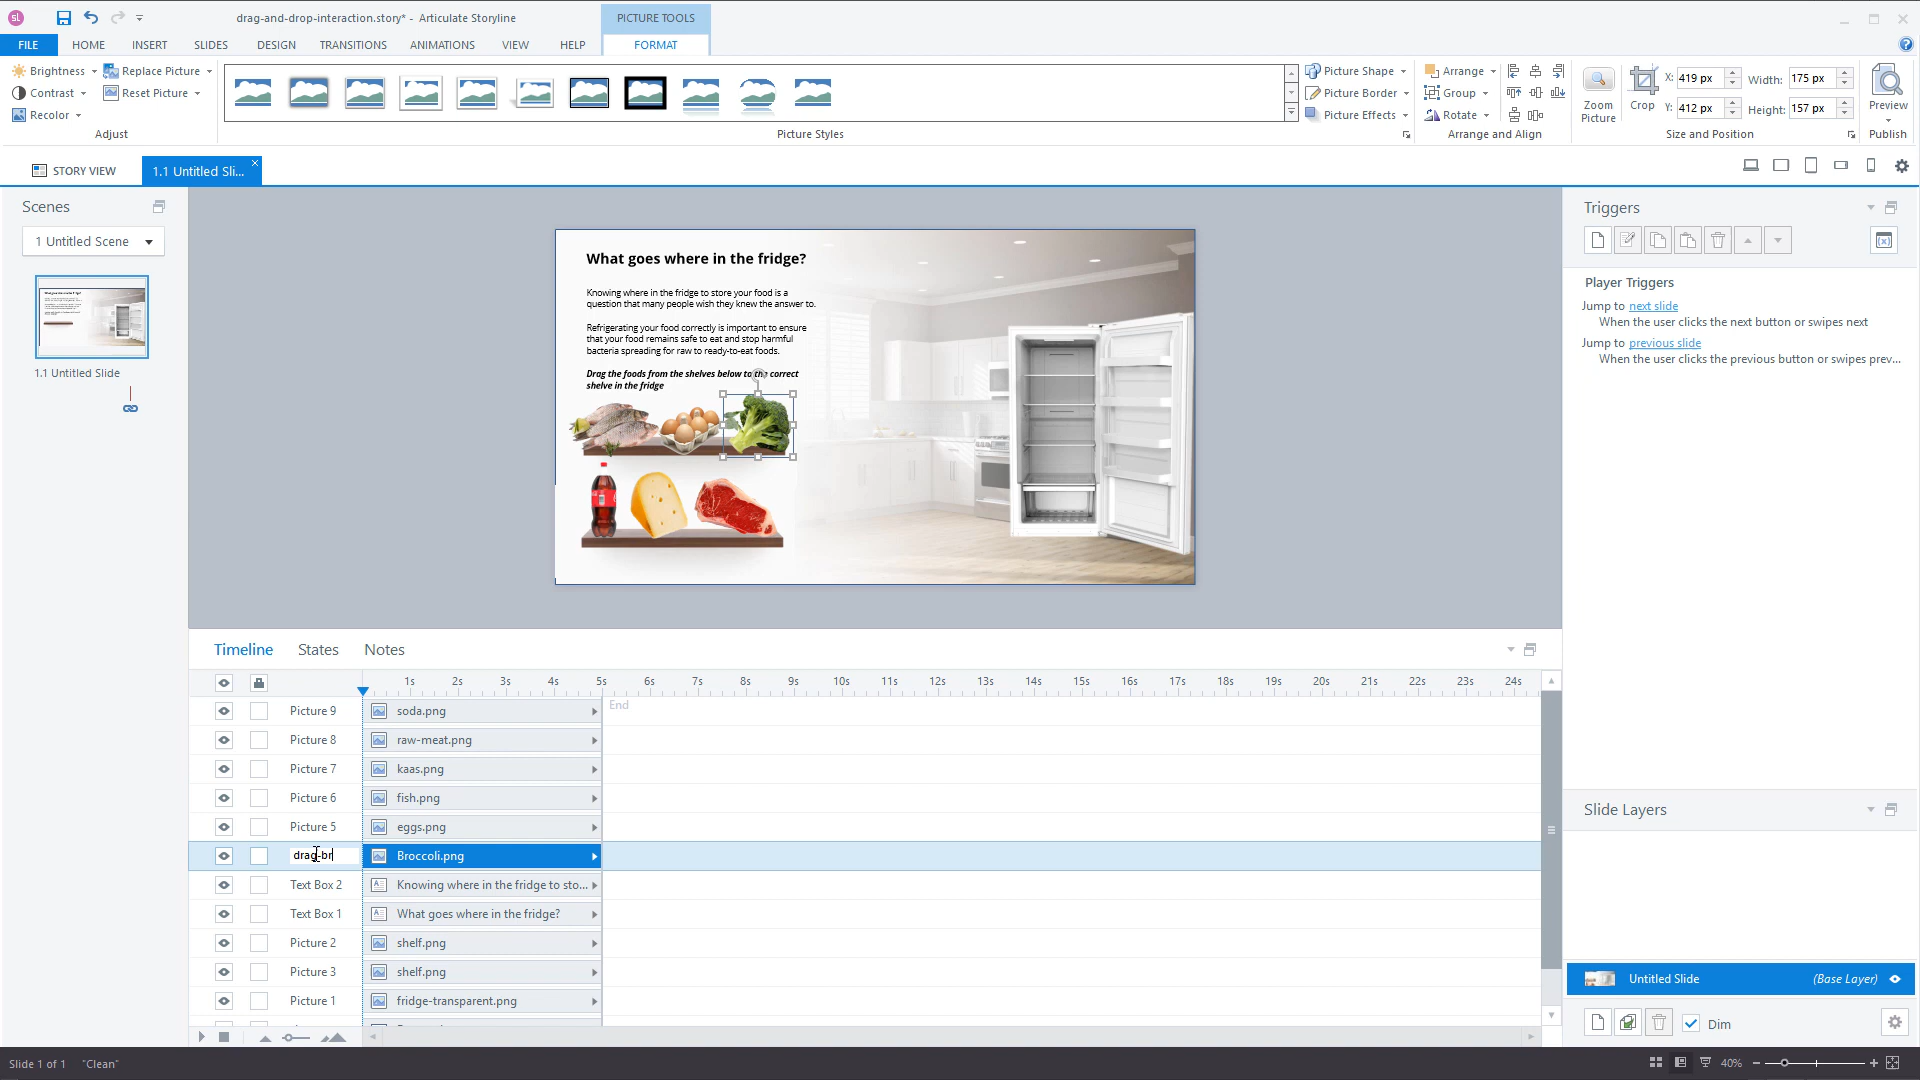 drag-and-drop-interaction.story* - Articulate Storyline
PICTURE TOOLS
FILE
HOME
INSERT
SLIDES
DESIGN
TRANSITIONS
ANIMATIONS
VIEW
HELP
FORMAT
Brightness
Replace Picture
Contrast
Reset Picture
Recolor
Adjust
Picture Styles
Picture Shape
Picture Border
Picture Effects
Arrange
Group
Rotate
Arrange and Align
Zoom Picture
Crop
X: 419 px
Width: 175 px
Y: 412 px
Height: 157 px
Size and Position
Preview
Publish
STORY VIEW
1.1 Untitled Sli...
Scenes
1 Untitled Scene
1.1 Untitled Slide
What goes where in the fridge?
Knowing where in the fridge to store your food is a
question that many people wish they knew the answer to.
Refrigerating your food correctly is important to ensure
that your food remains safe to eat and stop harmful
bacteria spreading for raw to ready-to-eat foods.
Drag the foods from the shelves below to the correct
shelve in the fridge
Triggers
Player Triggers
Jump to next slide
When the user clicks the next button or swipes next
Jump to previous slide
When the user clicks the previous button or swipes prev...
Timeline
States
Notes
1s 2s 3s 4s 5s 6s 7s 8s 9s 10s 11s 12s 13s 14s 15s 16s 17s 18s 19s 20s 21s 22s 23s 24s
Picture 9 soda.png End
Picture 8 raw-meat.png
Picture 7 kaas.png
Picture 6 fish.png
Picture 5 eggs.png
drag-br Broccoli.png
Text Box 2 Knowing where in the fridge to sto...
Text Box 1 What goes where in the fridge?
Picture 2 shelf.png
Picture 3 shelf.png
Picture 1 fridge-transparent.png
Slide Layers
Untitled Slide (Base Layer)
Dim
Slide 1 of 1
"Clean"
40%